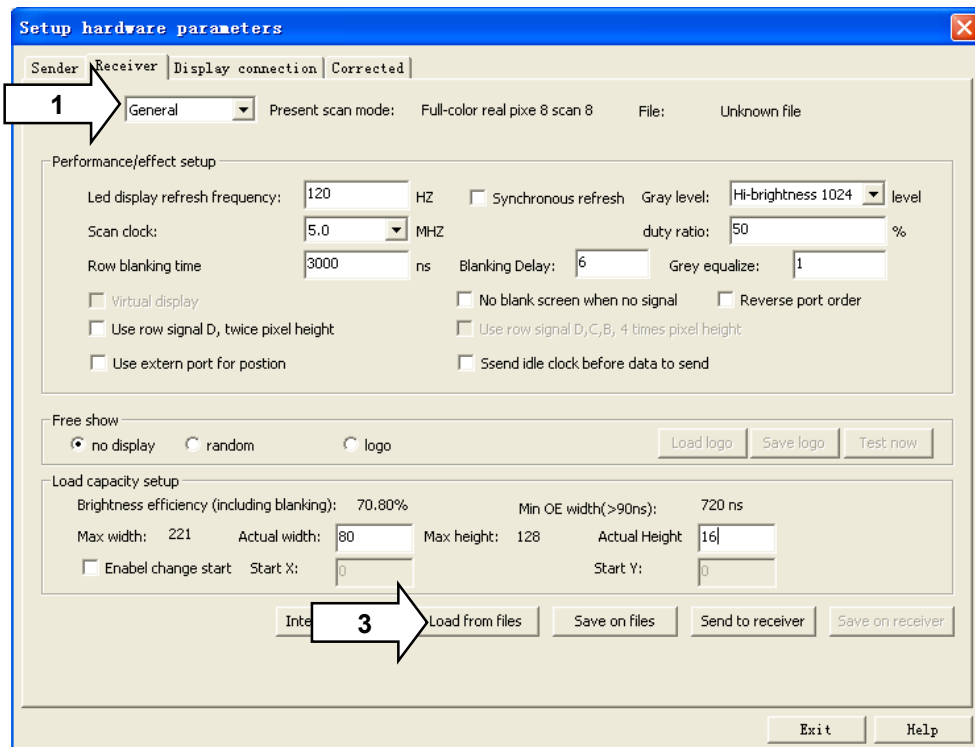 Setup hardware parameters
Sender Receiver Display connection Corrected
1 General Present scan mode: Full-color real pixe 8 scan 8 File: Unknown file
Performance/effect setup
Led display refresh frequency: 120 HZ Synchronous refresh Gray level: Hi-brightness 1024 level
Scan clock: 5.0 MHZ duty ratio: 50 %
Row blanking time 3000 ns Blanking Delay: 6 Grey equalize: 1
Virtual display No blank screen when no signal Reverse port order
Use row signal D, twice pixel height Use row signal D,C,B, 4 times pixel height
Use extern port for postion Ssend idle clock before data to send
Free show
no display random logo Load logo Save logo Test now
Load capacity setup
Brightness efficiency (including blanking): 70.80% Min OE width(>90ns): 720 ns
Max width: 221 Actual width: 80 Max height: 128 Actual Height 16
Enabel change start Start X: 0 Start Y: 0
3 Load from files Save on files Send to receiver Save on receiver
Exit Help